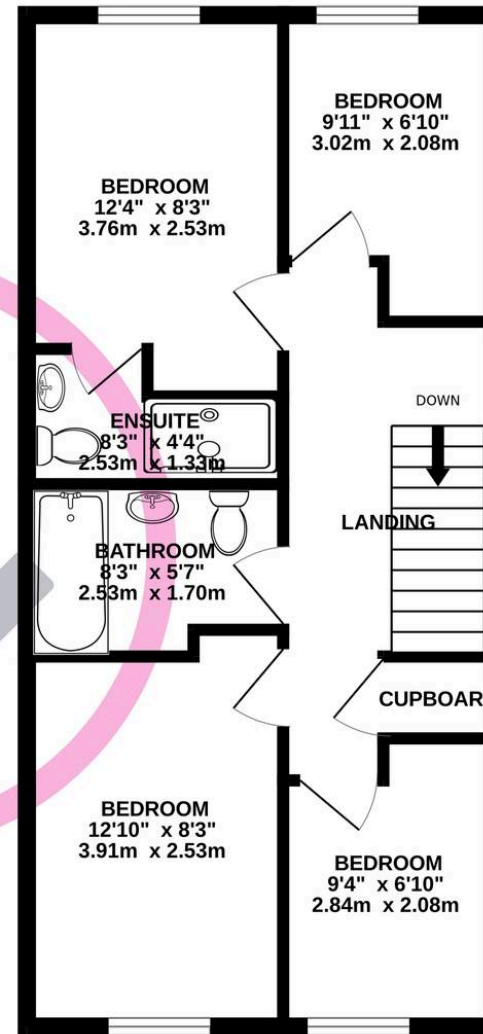 BEDROOM
12'4" x 8'3"
3.76m x 2.53m
BEDROOM
9'11" x 6'10"
3.02m x 2.08m
ENSUITE
8'3" x 4'4"
2.53m x 1.33m
DOWN
LANDING
BATHROOM
8'3" x 5'7"
2.53m x 1.70m
CUPBOAR
BEDROOM
12'10" x 8'3"
3.91m x 2.53m
BEDROOM
9'4" x 6'10"
2.84m x 2.08m